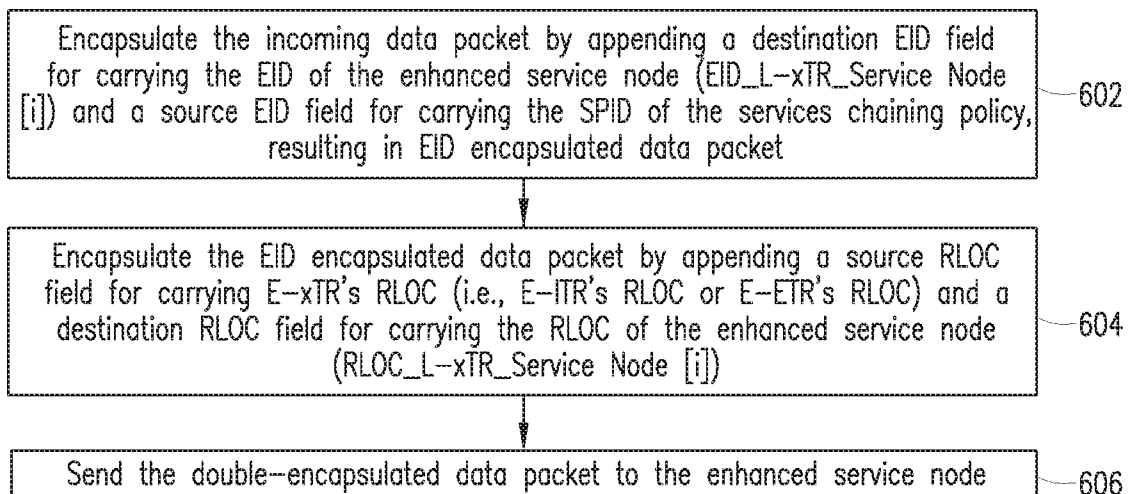 Encapsulate the incoming data packet by appending a destination EID field
for carrying the EID of the enhanced service node (EID_L-xTR_Service Node
[i]) and a source EID field for carrying the SPID of the services chaining policy,
resulting in EID encapsulated data packet
602
Encapsulate the EID encapsulated data packet by appending a source RLOC
field for carrying E-xTR's RLOC (i.e., E-ITR's RLOC or E-ETR's RLOC) and a
destination RLOC field for carrying the RLOC of the enhanced service node
(RLOC_L-xTR_Service Node [i])
604
Send the double-encapsulated data packet to the enhanced service node
606